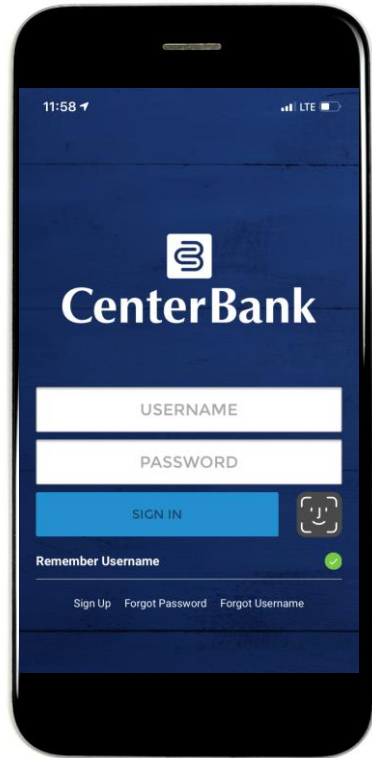 11:58
LTE
CenterBank
USERNAME
PASSWORD
SIGN IN
Remember Username
Sign Up Forgot Password Forgot Username